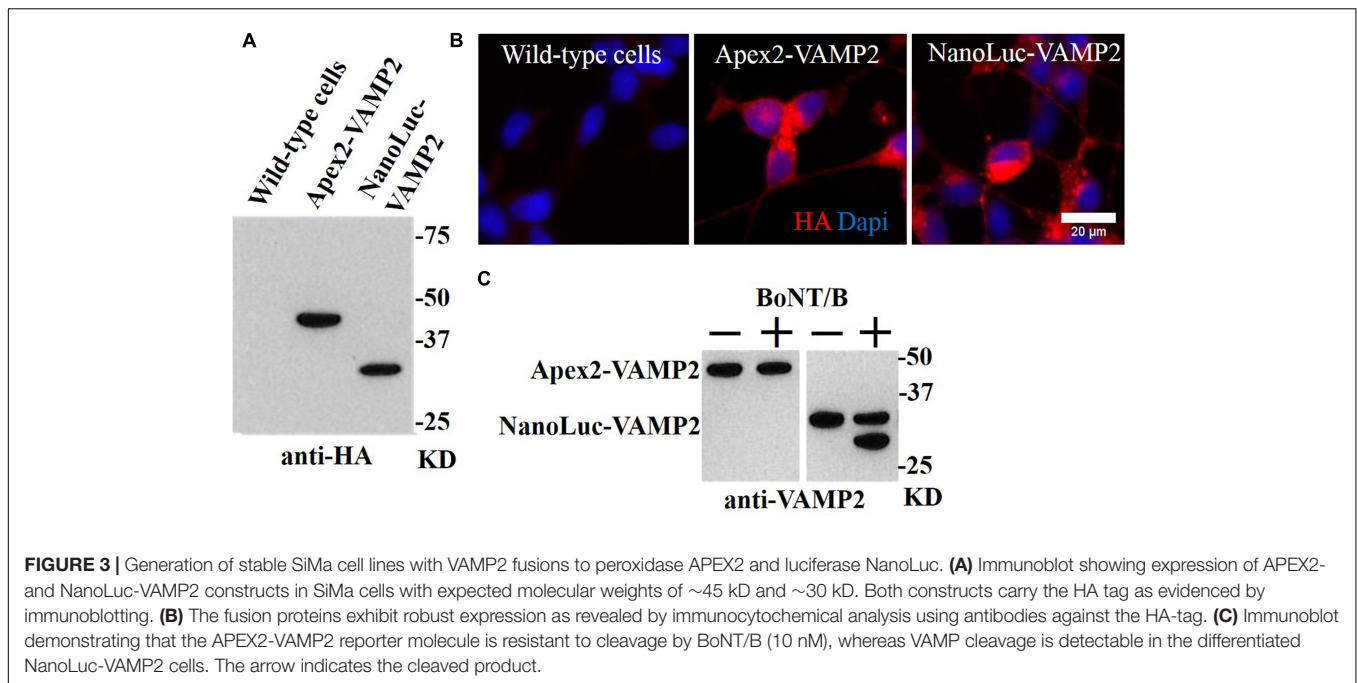 A
Wild-type cells
Apex2-VAMP2
NanoLuc-
VAMP2
-75
-50
-37
-25
anti-HA
KD
B
Wild-type cells
Apex2-VAMP2
HA Dapi
NanoLuc-VAMP2
20 µm
C
BoNT/B
− + − +
Apex2-VAMP2
NanoLuc-VAMP2
-50
-37
-25
anti-VAMP2
KD
FIGURE 3 | Generation of stable SiMa cell lines with VAMP2 fusions to peroxidase APEX2 and luciferase NanoLuc. (A) Immunoblot showing expression of APEX2-
and NanoLuc-VAMP2 constructs in SiMa cells with expected molecular weights of ∼45 kD and ∼30 kD. Both constructs carry the HA tag as evidenced by
immunoblotting. (B) The fusion proteins exhibit robust expression as revealed by immunocytochemical analysis using antibodies against the HA-tag. (C) Immunoblot
demonstrating that the APEX2-VAMP2 reporter molecule is resistant to cleavage by BoNT/B (10 nM), whereas VAMP cleavage is detectable in the differentiated
NanoLuc-VAMP2 cells. The arrow indicates the cleaved product.